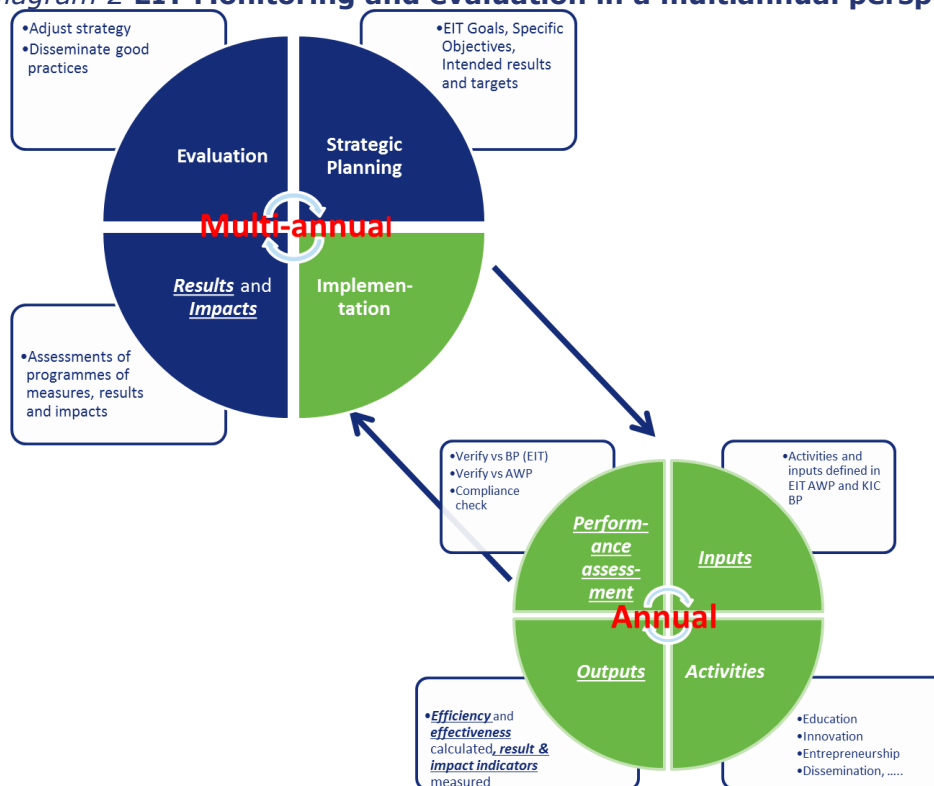 2 EIT Monitoring and evaluation in a multiannual
•Adjust strategy
•Disseminate good
practices
•EIT Goals, Specific
Objectives,
Intended results
and targets
Evaluation
Strategic
Planning
Multi-annual
Results and
Impacts
Implemen-
tation
•Assessments of
programmes of
measures, results
and impacts
•Verify vs BP (EIT)
•Verify vs AWP
•Compliance
check
•Activities and
inputs defined in
EIT AWP and KIC
BP
Perform-
ance
assess-
ment
Inputs
Annual
Outputs
Activities
•Efficiency and
effectiveness
calculated, result &
impact indicators
measured
•Education
•Innovation
•Entrepreneurship
•Dissemination, .....